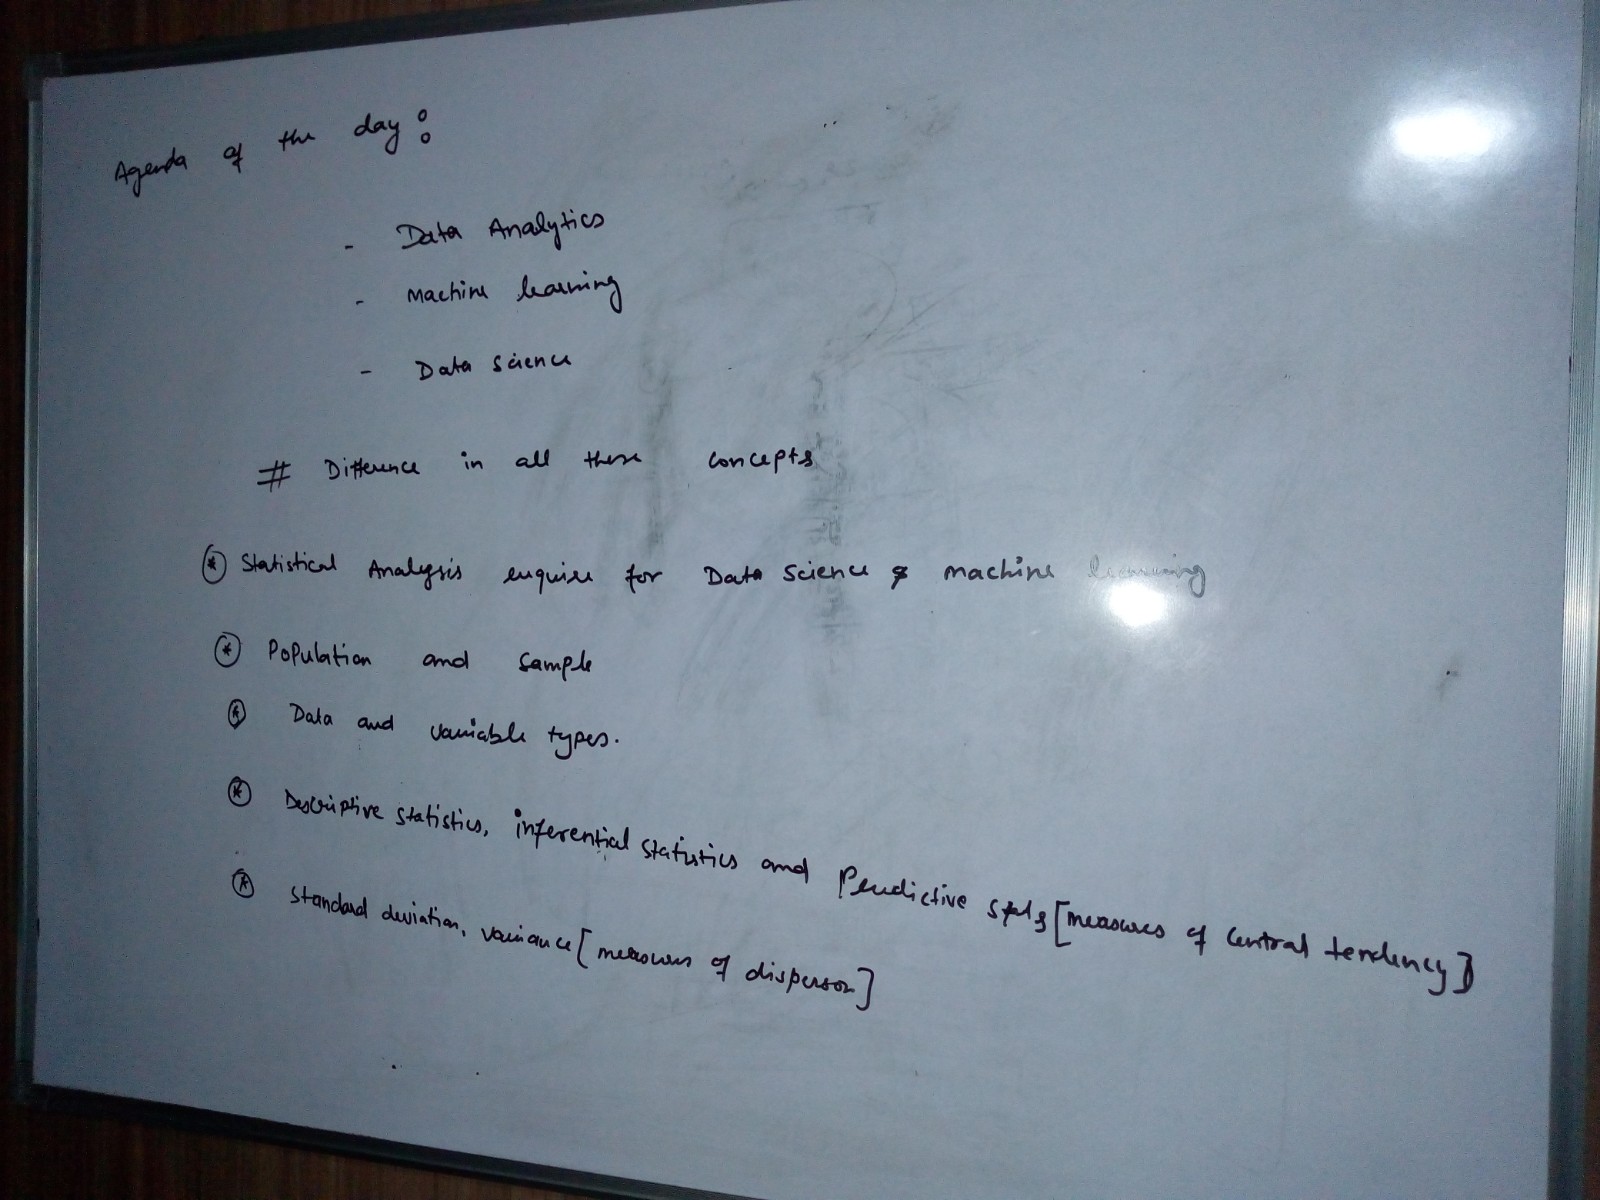 Agenda of the day:
- Data Analytics
- Machine learning
- Data Science
# Difference in all these concepts
* Statistical Analysis require for Data Science & machine learning
* Population and Sample
* Data and variable types.
* Descriptive statistics, inferential statistics and Predictive [measures of central tendency]
* Standard deviation, variance [measures of disperson]